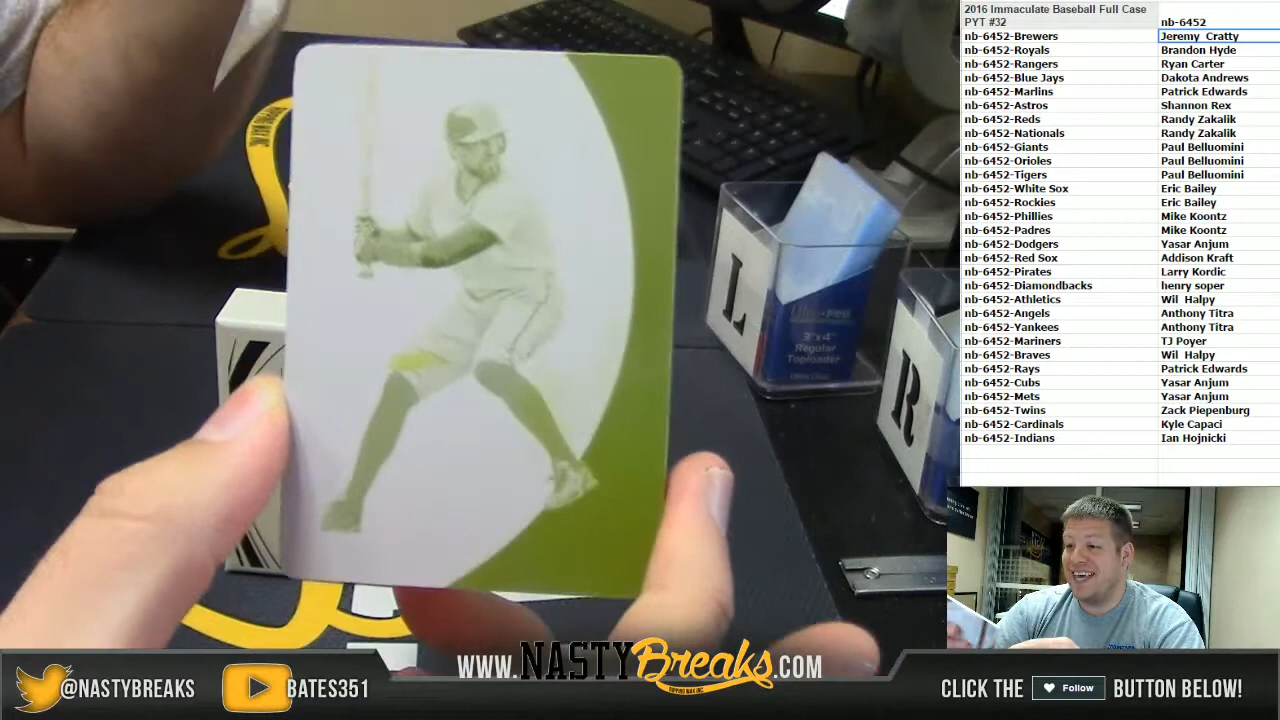 2016 Immaculate Baseball Full Case
PYT #32 nb-6452
nb-6452-Brewers Jeremy Cratty
nb-6452-Royals Brandon Hyde
nb-6452-Rangers Ryan Carter
nb-6452-Blue Jays Dakota Andrews
nb-6452-Marlins Patrick Edwards
nb-6452-Astros Shannon Rex
nb-6452-Reds Randy Zakalik
nb-6452-Nationals Randy Zakalik
nb-6452-Giants Paul Belluomini
nb-6452-Orioles Paul Belluomini
nb-6452-Tigers Paul Belluomini
nb-6452-White Sox Eric Bailey
nb-6452-Rockies Eric Bailey
nb-6452-Phillies Mike Koontz
nb-6452-Padres Mike Koontz
nb-6452-Dodgers Yasar Anjum
nb-6452-Red Sox Addison Kraft
nb-6452-Pirates Larry Kordic
nb-6452-Diamondbacks henry soper
nb-6452-Athletics Wil Halpy
nb-6452-Angels Anthony Titra
nb-6452-Yankees Anthony Titra
nb-6452-Mariners TJ Poyer
nb-6452-Braves Wil Halpy
nb-6452-Rays Patrick Edwards
nb-6452-Cubs Yasar Anjum
nb-6452-Mets Yasar Anjum
nb-6452-Twins Zack Piepenburg
nb-6452-Cardinals Kyle Capaci
nb-6452-Indians Ian Hojnicki
L
Ultra-PRO
3"x4"
Regular
Toploader
R
@NASTYBREAKS
BATES351
WWW.NASTYBreaks.COM
RIPPING WAX INC
CLICK THE Follow BUTTON BELOW!